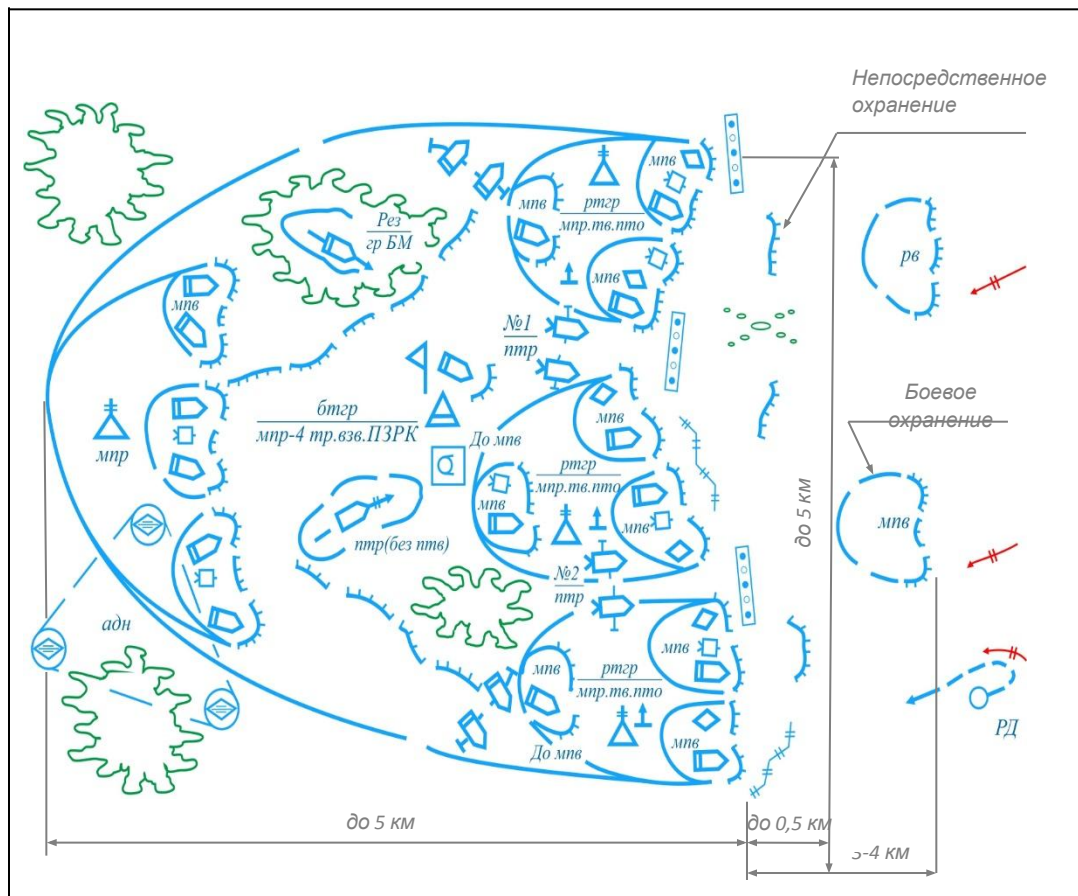 Непосредственное
охранение
мпв
Рез
гр БМ
мпв
ртгр
мпр.тв.пто
мпв
рв
мпв
№1
птр
Боевое
охранение
бтгр
мпр-4 тр.взв.ПЗРК
До мпв
мпв
мпр
ртгр
мпр.тв.пто
мпв
мпв
мпв
птр(без птв)
до 5 км
№2
птр
адн
мпв
ртгр
мпр.тв.пто
мпв
РД
До мпв
мпв
до 5 км
до 0,5 км
-4 км